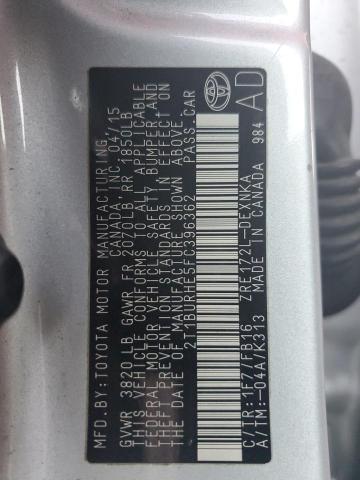 MFD. BY: TOYOTA MOTOR MANUFACTURING,
CANADA, INC. 04/15
GVWR 3820LB GAWR FR 2070LB RR 1850LB
THIS VEHICLE CONFORMS TO ALL APPLICABLE
FEDERAL MOTOR VEHICLE SAFETY, BUMPER, AND
THEFT PREVENTION STANDARDS IN EFFECT ON
THE DATE OF MANUFACTURE SHOWN ABOVE.
2T1BURHE5FC396362 PASS.CAR
ZRE172L-DEXNKA
C/TR:1F7/FB16
A/TM:-04A/K313 MADE IN CANADA 984
AD